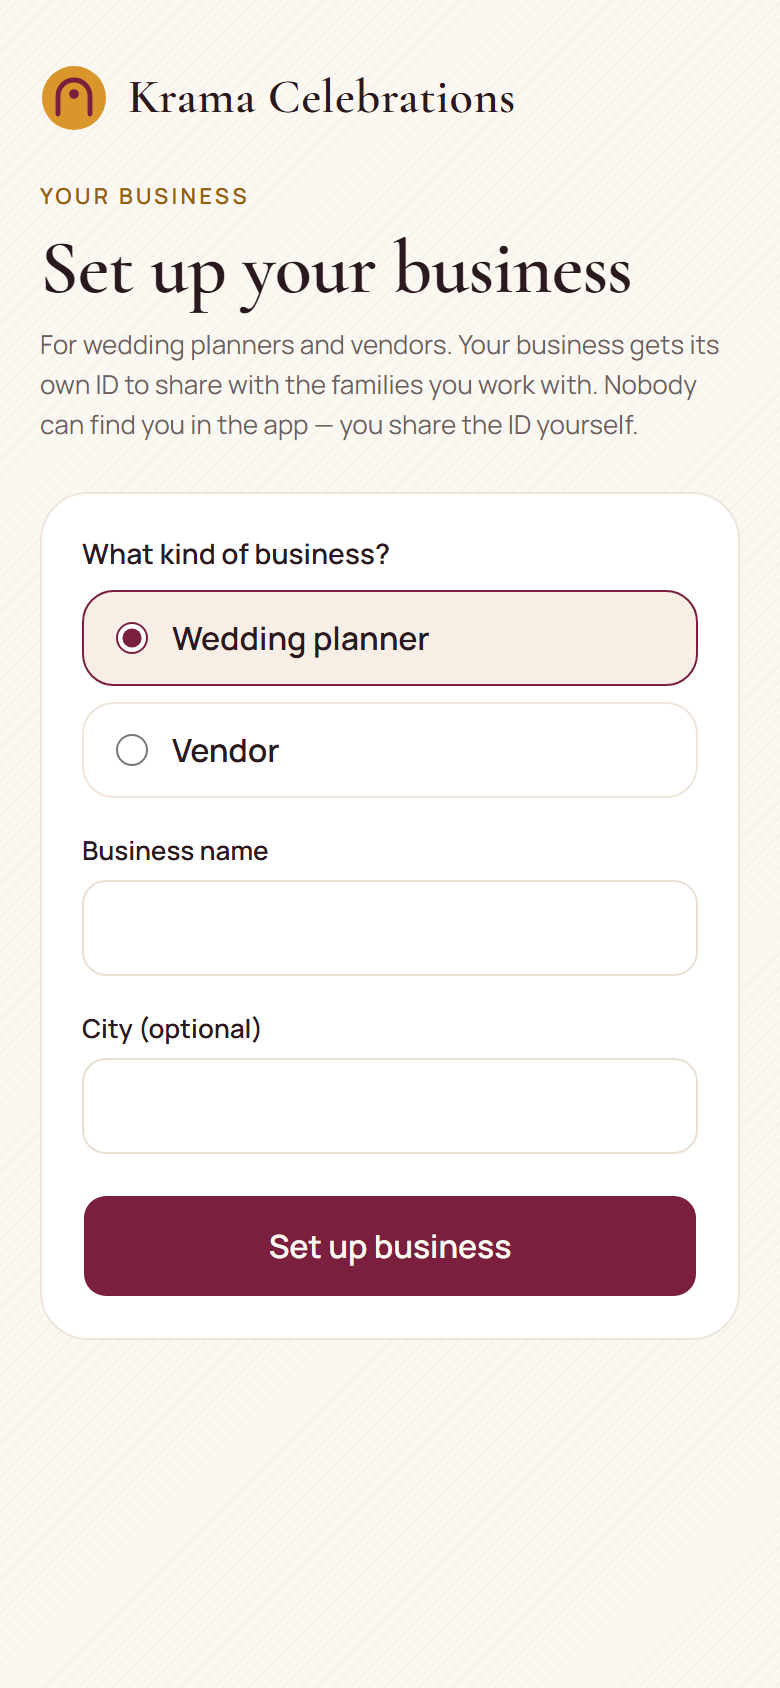 Krama Celebrations
YOUR BUSINESS
Set up your business
For wedding planners and vendors. Your business gets its
own ID to share with the families you work with. Nobody
can find you in the app — you share the ID yourself.
What kind of business?
Wedding planner
Vendor
Business name
City (optional)
Set up business